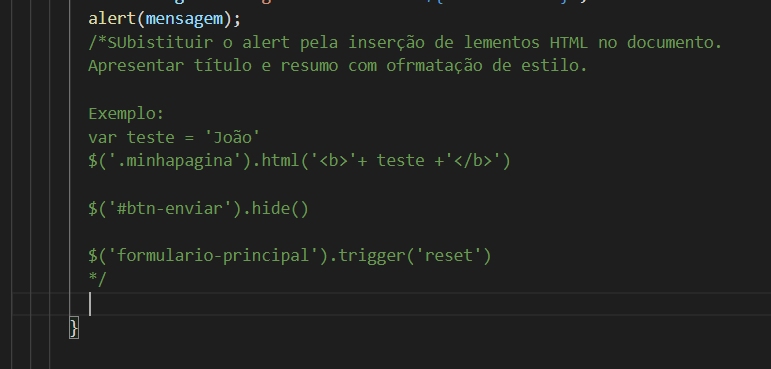 alert(mensagem);
/*SUbistituir o alert pela inserção de lementos HTML no documento.
Apresentar título e resumo com ofrmatação de estilo.
Exemplo:
var teste = 'João'
$('.minhapagina').html('<b>'+ teste +'</b>')
$('#btn-enviar').hide()
$('formulario-principal').trigger('reset')
*/
}